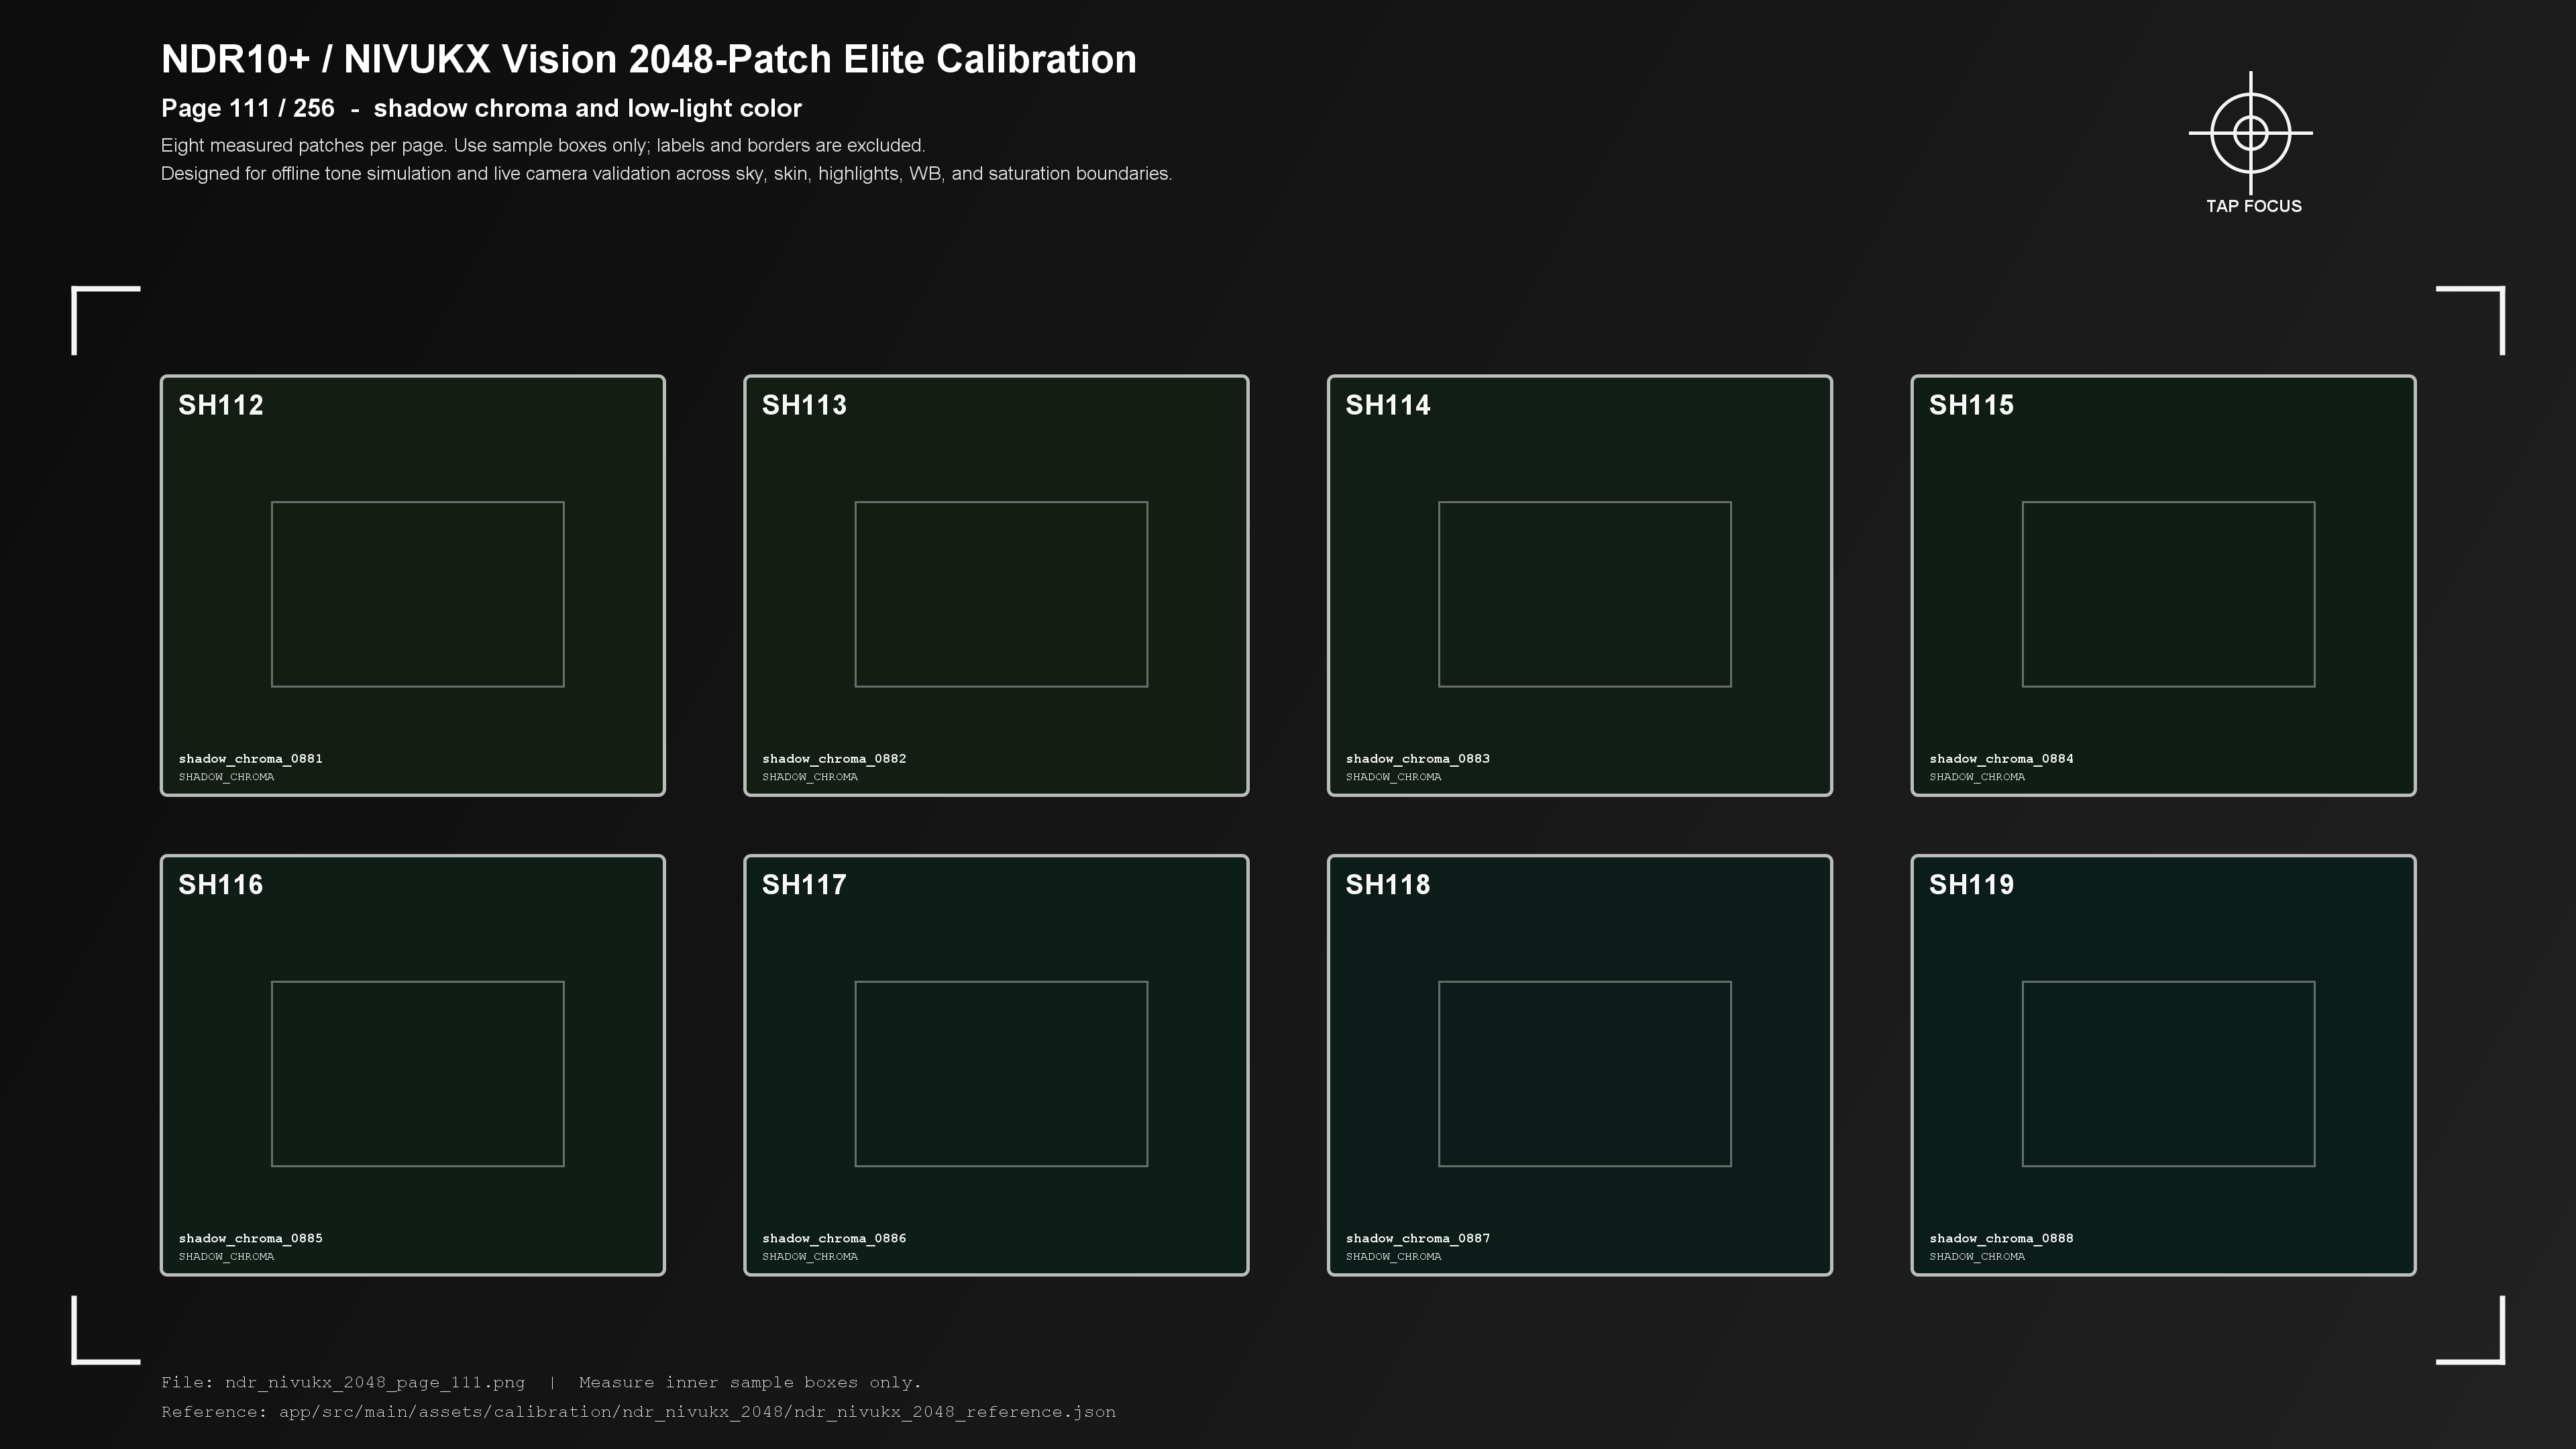 NDR10+ / NIVUKX Vision 2048-Patch Elite Calibration
Page 111 / 256 - shadow chroma and low-light color
Eight measured patches per page. Use sample boxes only; labels and borders are excluded.
Designed for offline tone simulation and live camera validation across sky, skin, highlights, WB, and saturation boundaries.
TAP FOCUS
SH112
shadow_chroma_0881
SHADOW_CHROMA
SH113
shadow_chroma_0882
SHADOW_CHROMA
SH114
shadow_chroma_0883
SHADOW_CHROMA
SH115
shadow_chroma_0884
SHADOW_CHROMA
SH116
shadow_chroma_0885
SHADOW_CHROMA
SH117
shadow_chroma_0886
SHADOW_CHROMA
SH118
shadow_chroma_0887
SHADOW_CHROMA
SH119
shadow_chroma_0888
SHADOW_CHROMA
File: ndr_nivukx_2048_page_111.png | Measure inner sample boxes only.
Reference: app/src/main/assets/calibration/ndr_nivukx_2048/ndr_nivukx_2048_reference.json